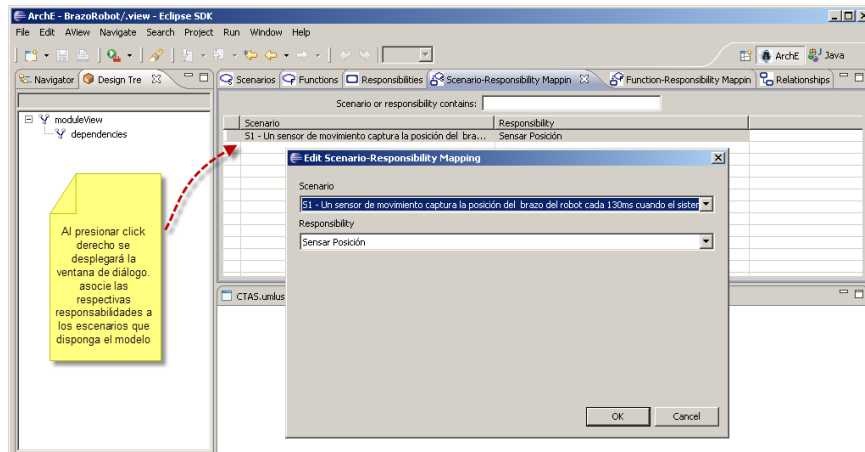 ArchE - BrazoRobot/.view - Eclipse SDK
File Edit AView Navigate Search Project Run Window Help
ArchE Java
Navigator Design Tre
Scenarios Functions Responsibilities Scenario-Responsibility Mappin Function-Responsibility Mappin Relationships
Scenario or responsibility contains:
moduleView
dependencies
Scenario Responsibility
S1 - Un sensor de movimiento captura la posición del bra... Sensar Posición
Edit Scenario-Responsibility Mapping
Scenario
S1 - Un sensor de movimiento captura la posición del brazo del robot cada 130ms cuando el sister
Responsibility
Sensar Posición
OK Cancel
CTAS.umlus
Al presionar click
derecho se
desplegará la
ventana de diálogo.
asocie las
respectivas
responsabilidades a
los escenarios que
disponga el modelo